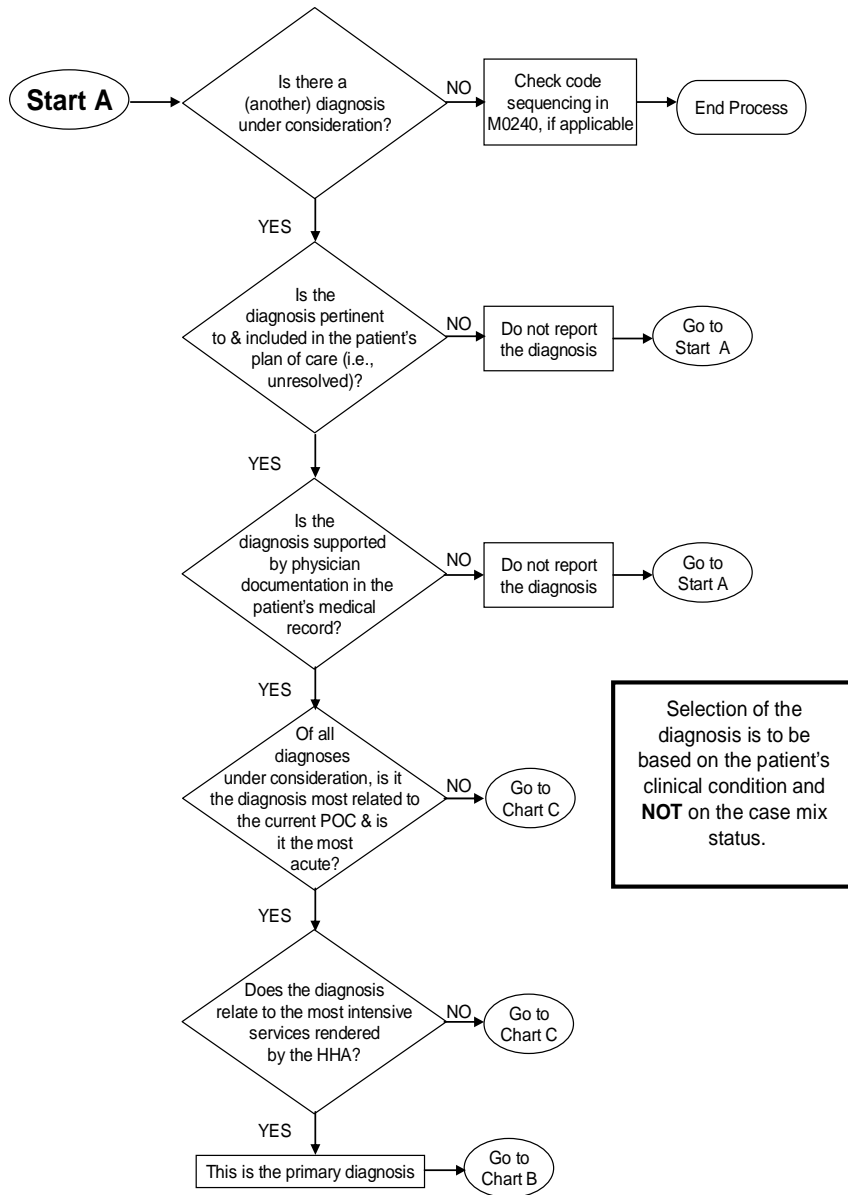 Start A
Is there a
(another) diagnosis
under consideration?
NO
Check code
sequencing in
M0240, if applicable
End Process
YES
Is the
diagnosis pertinent
to & included in the patient's
plan of care (i.e.,
unresolved)?
NO
Do not report
the diagnosis
Go to
Start A
YES
Is the
diagnosis supported
by physician
documentation in the
patient's medical
record?
NO
Do not report
the diagnosis
Go to
Start A
YES
Of all
diagnoses
under consideration, is it
the diagnosis most related to
the current POC & is
it the most
acute?
NO
Go to
Chart C
Selection of the
diagnosis is to be
based on the patient's
clinical condition and
NOT on the case mix
status.
YES
Does the diagnosis
relate to the most intensive
services rendered
by the HHA?
NO
Go to
Chart C
YES
This is the primary diagnosis
Go to
Chart B